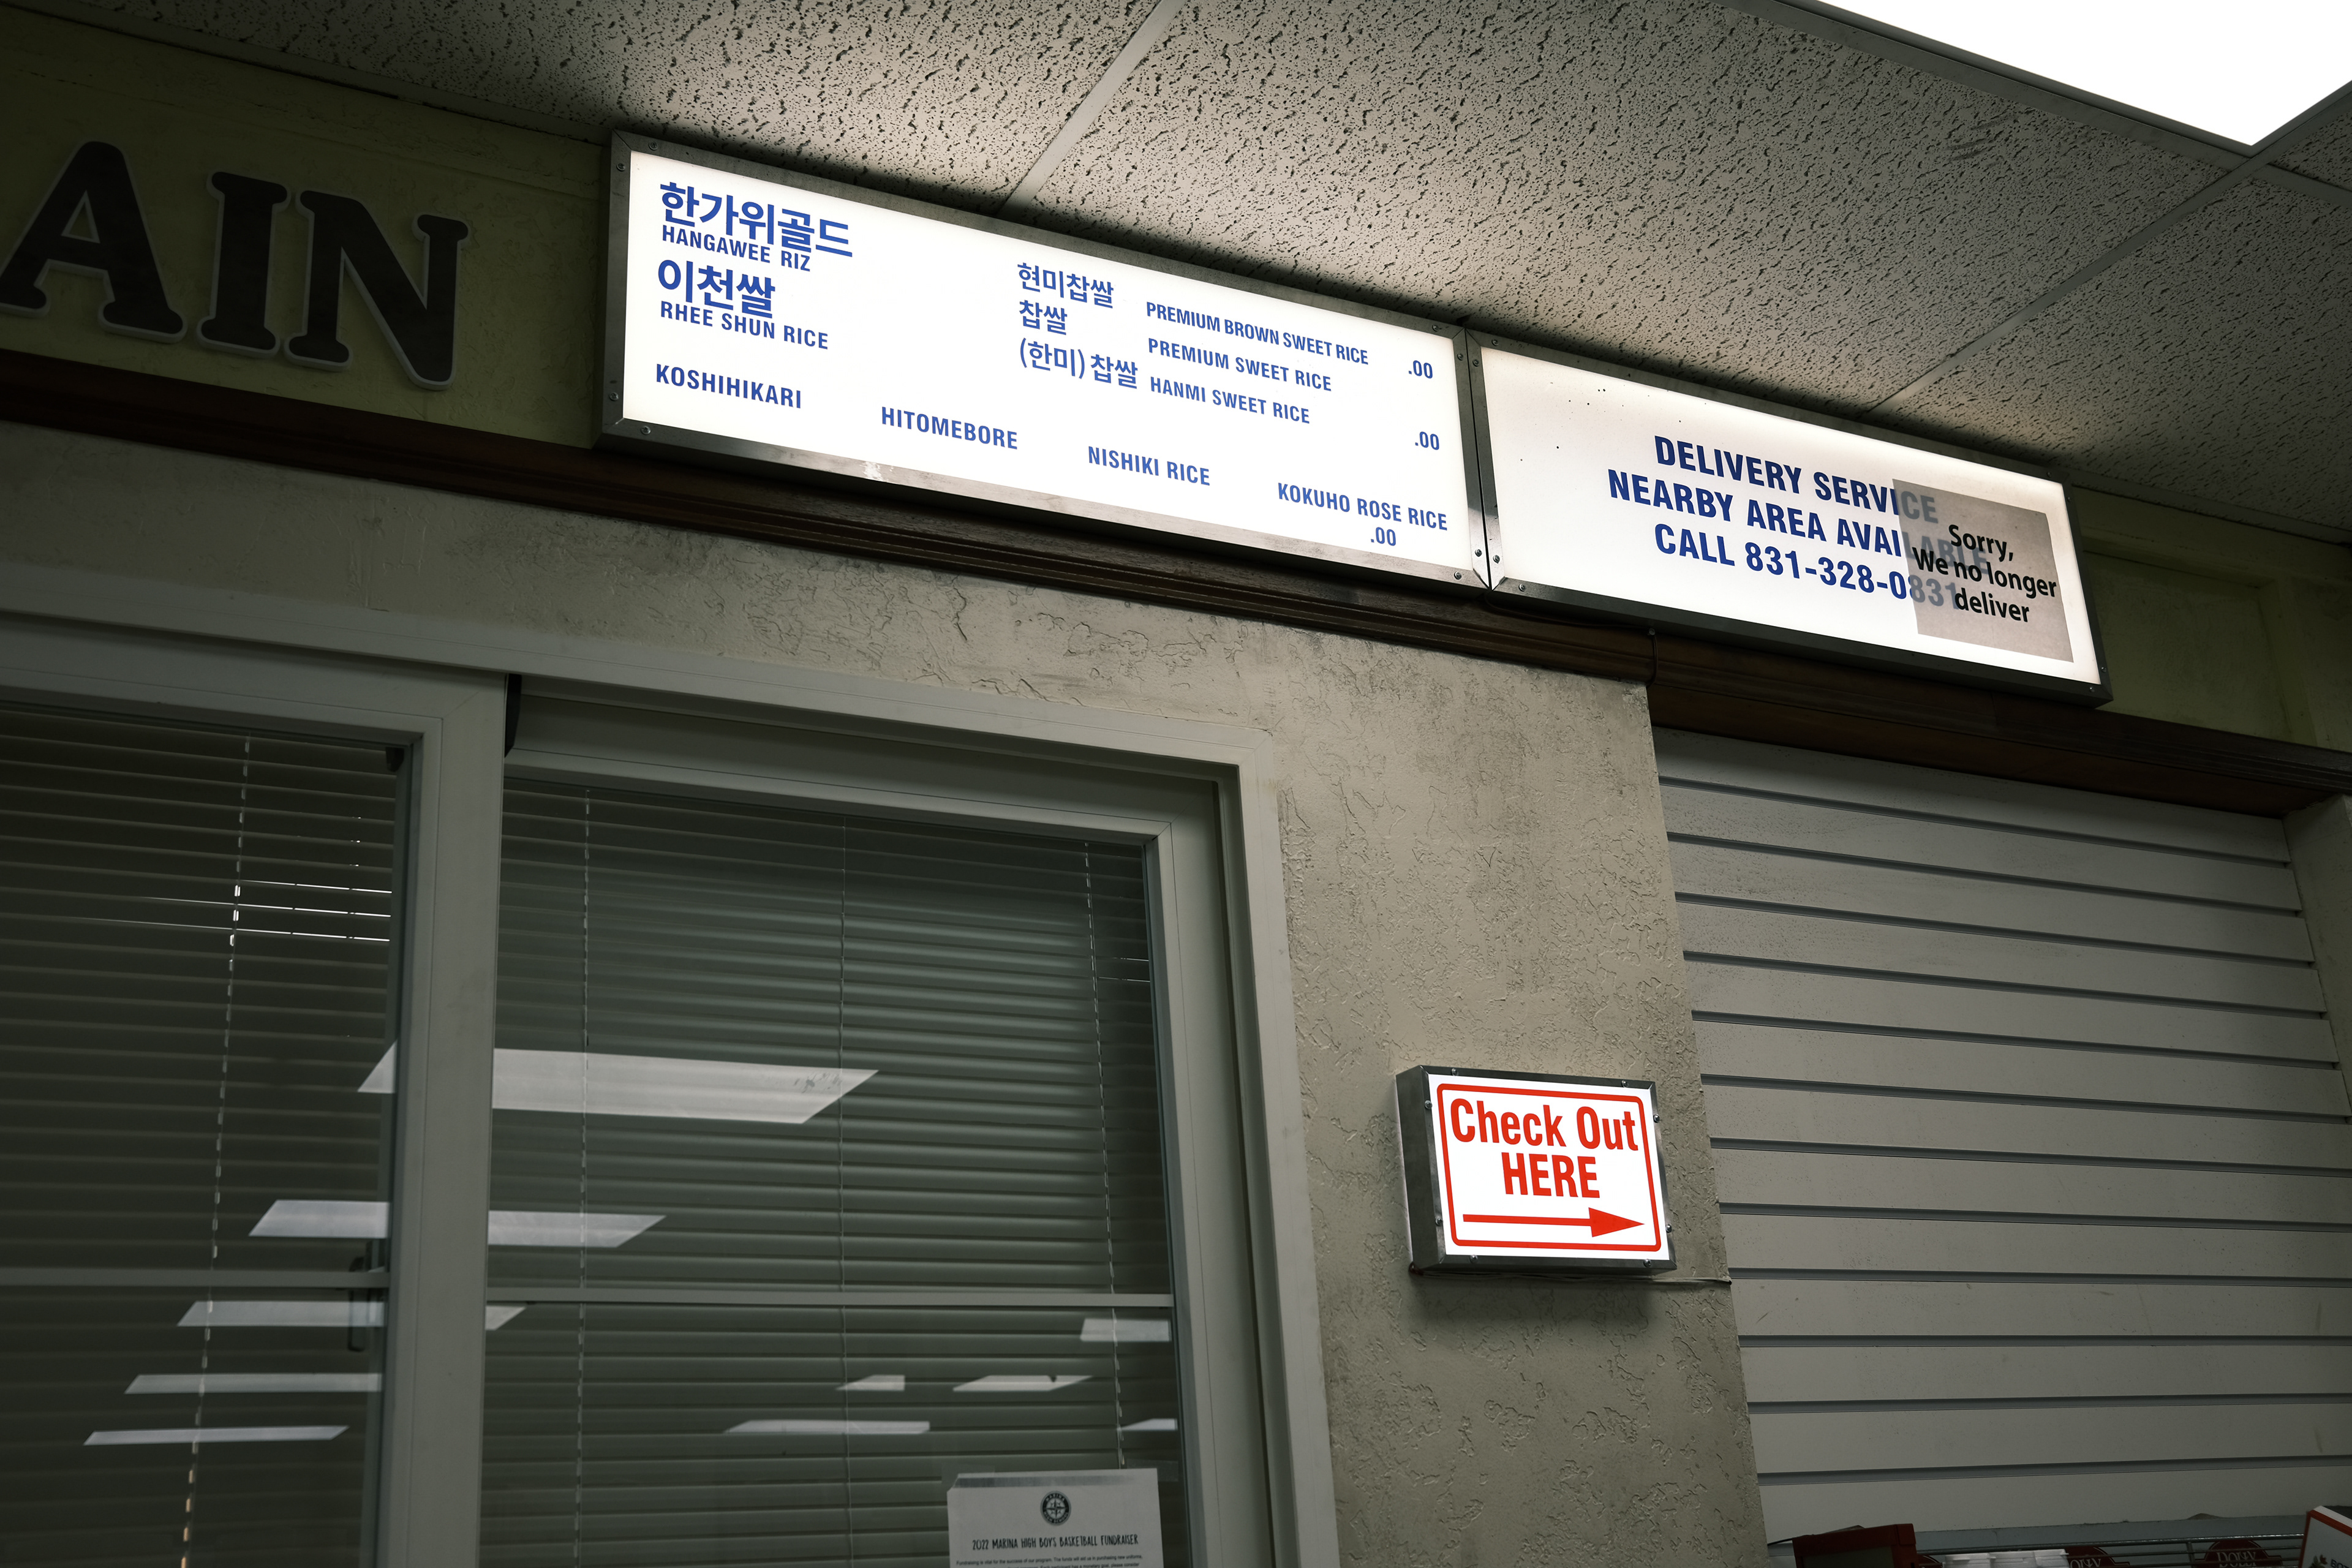 AIN
한가위골드
HANGAWEE RIZ
이천쌀
RHEE SHUN RICE
현미찹쌀 PREMIUM BROWN SWEET RICE .00
찹쌀 PREMIUM SWEET RICE
(한미)찹쌀 HANMI SWEET RICE .00
KOSHIHIKARI
HITOMEBORE
NISHIKI RICE
KOKUHO ROSE RICE
.00
DELIVERY SERVICE
NEARBY AREA AVAILABLE
CALL 831-328-0831
Sorry,
We no longer
deliver
Check Out
HERE
2022 MARINA HIGH BOYS BASKETBALL FUNDRAISER